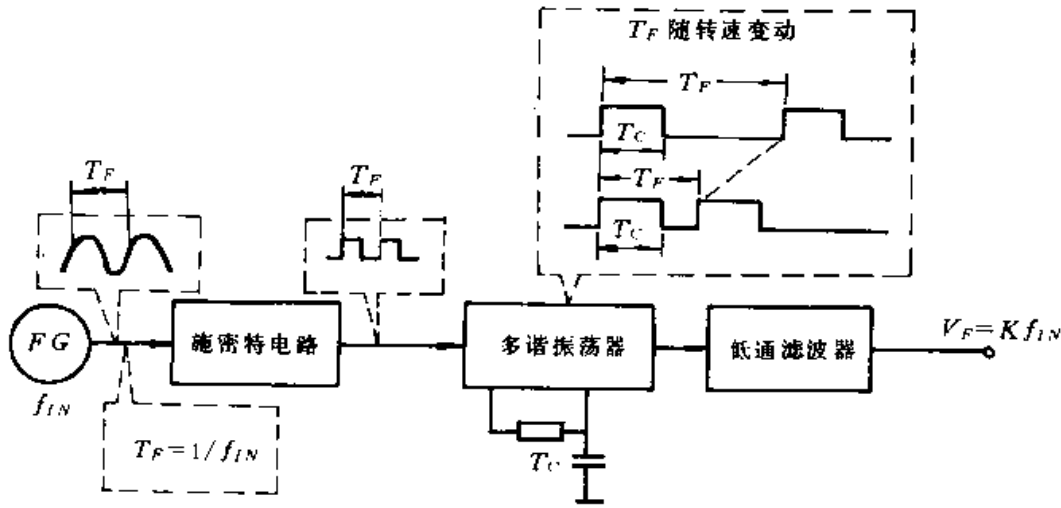 T_F 随转速变动
T_F
T_C
T_F
T_C
T_F
T_F
FG
f_IN
施密特电路
多谐振荡器
低通滤波器
V_F=Kf_IN
T_F=1/f_IN
T_C